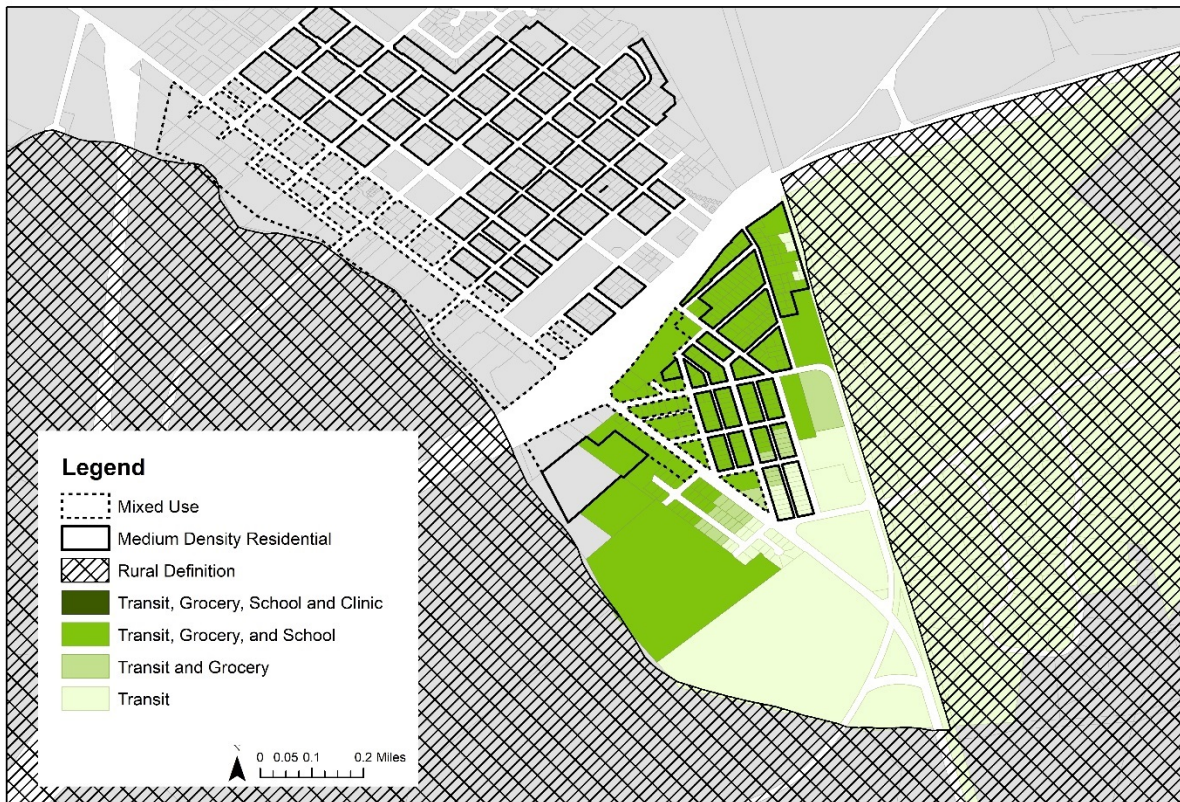 Legend
Mixed Use
Medium Density Residential
Rural Definition
Transit, Grocery, School and Clinic
Transit, Grocery, and School
Transit and Grocery
Transit
N
0 0.05 0.1 0.2 Miles